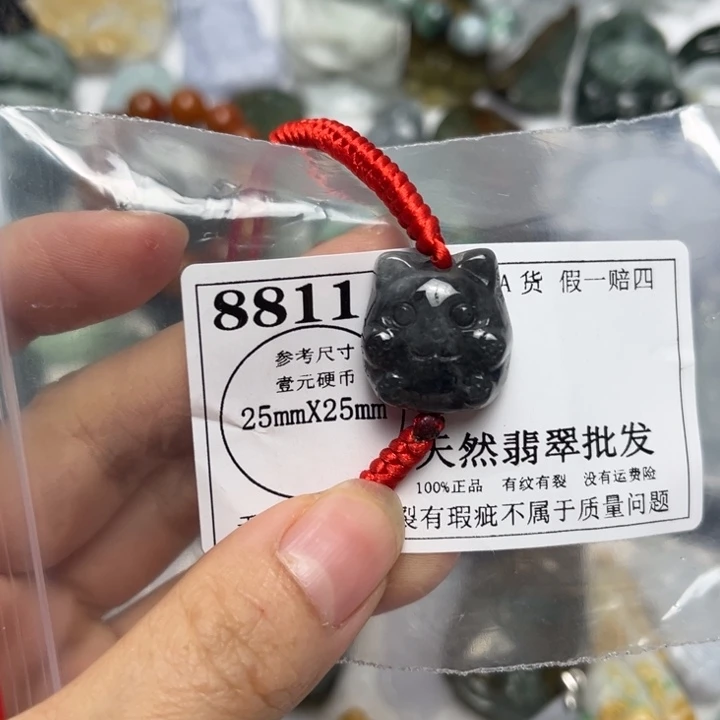 8811
A货 假一赔四
参考尺寸
壹元硬币
25mmX25mm
天然翡翠批发
100%正品 有纹有裂 没有运费险
裂有瑕疵不属于质量问题